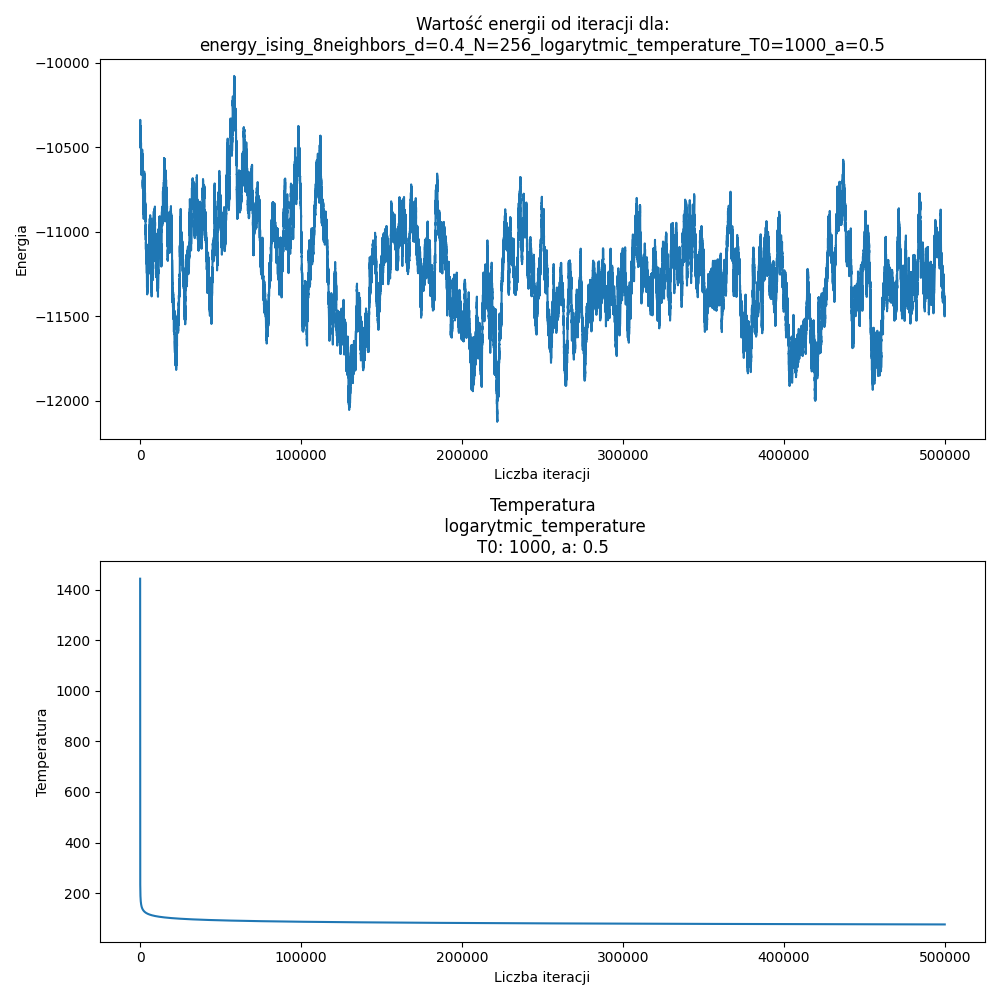 Wartość energii od iteracji dla:
energy_ising_8neighbors_d=0.4_N=256_logarytmic_temperature_T0=1000_a=0.5
−10000
−10500
−11000
−11500
−12000
Energia
0 100000 200000 300000 400000 500000
Liczba iteracji
Temperatura
logarytmic_temperature
T0: 1000, a: 0.5
1400
1200
1000
800
600
400
200
Temperatura
0 100000 200000 300000 400000 500000
Liczba iteracji